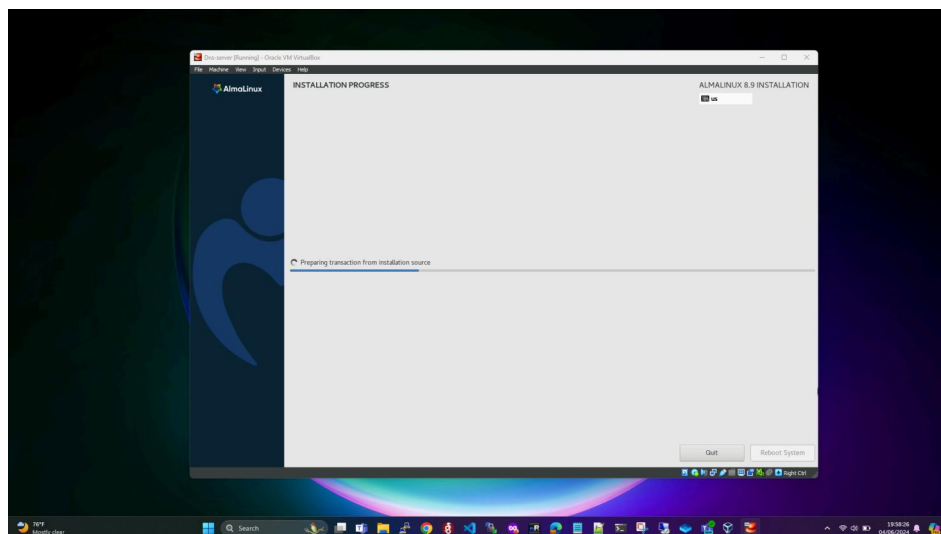 Dns-server [Running] - Oracle VM VirtualBox
File Machine View Input Devices Help
AlmaLinux
INSTALLATION PROGRESS
ALMALINUX 8.9 INSTALLATION
us
Preparing transaction from installation source
Quit
Reboot System
Right Ctrl
76°F
Mostly clear
Search
19:58:26
04/06/2024